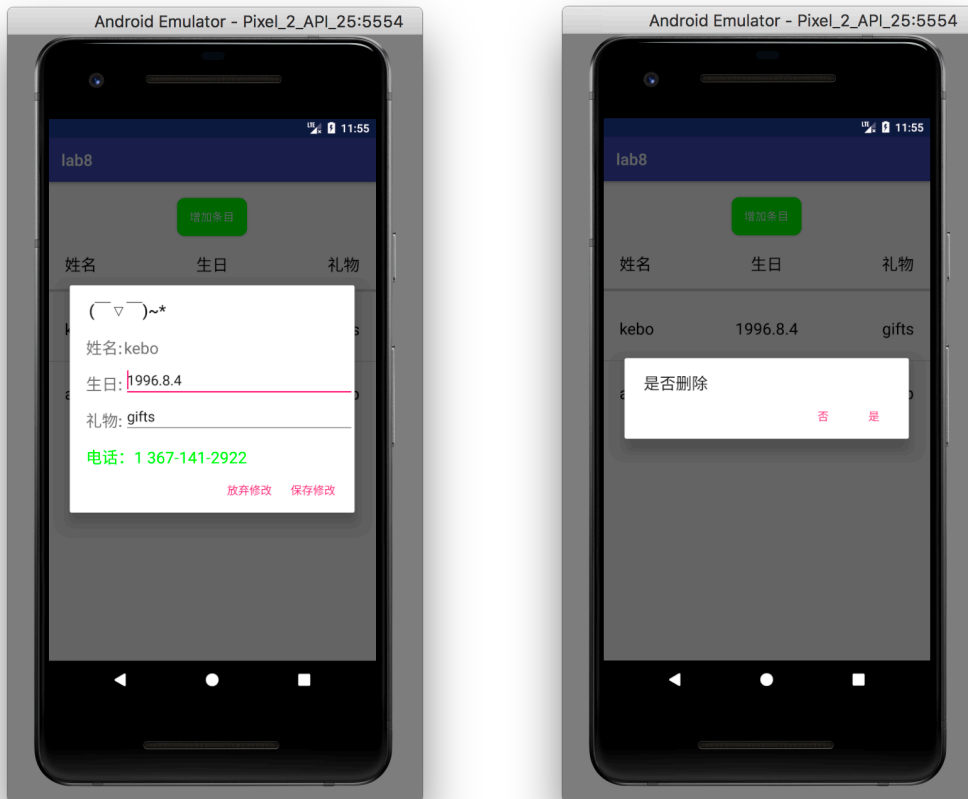 Android Emulator - Pixel_2_API_25:5554
LTE 11:55
lab8
增加条目
姓名 生日 礼物
(￣▽￣)~*
姓名:kebo
生日: 1996.8.4
礼物: gifts
电话：1 367-141-2922
放弃修改 保存修改
Android Emulator - Pixel_2_API_25:5554
LTE 11:55
lab8
增加条目
姓名 生日 礼物
kebo 1996.8.4 gifts
是否删除
否 是